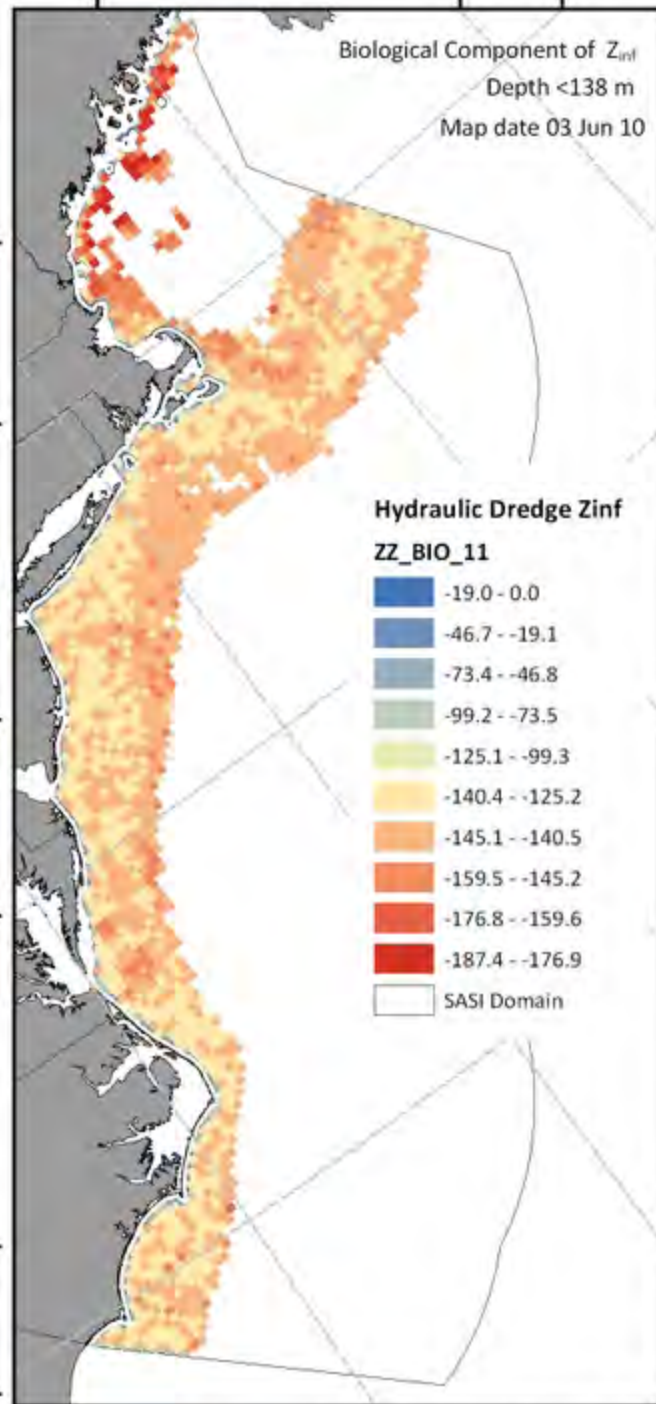 Biological Component of Zinf
Depth <138 m
Map date 03 Jun 10
Hydraulic Dredge Zinf
ZZ_BIO_11
-19.0 - 0.0
-46.7 - -19.1
-73.4 - -46.8
-99.2 - -73.5
-125.1 - -99.3
-140.4 - -125.2
-145.1 - -140.5
-159.5 - -145.2
-176.8 - -159.6
-187.4 - -176.9
SASI Domain